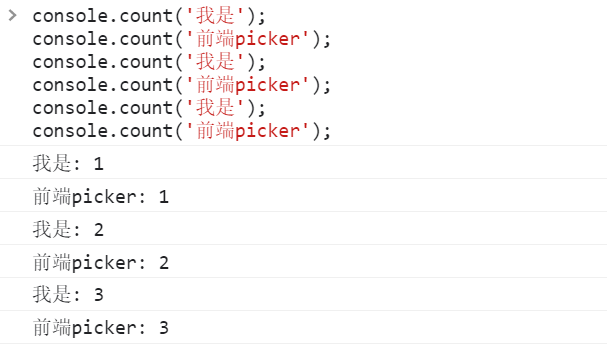 console.count('我是');
console.count('前端picker');
console.count('我是');
console.count('前端picker');
console.count('我是');
console.count('前端picker');
我是: 1
前端picker: 1
我是: 2
前端picker: 2
我是: 3
前端picker: 3